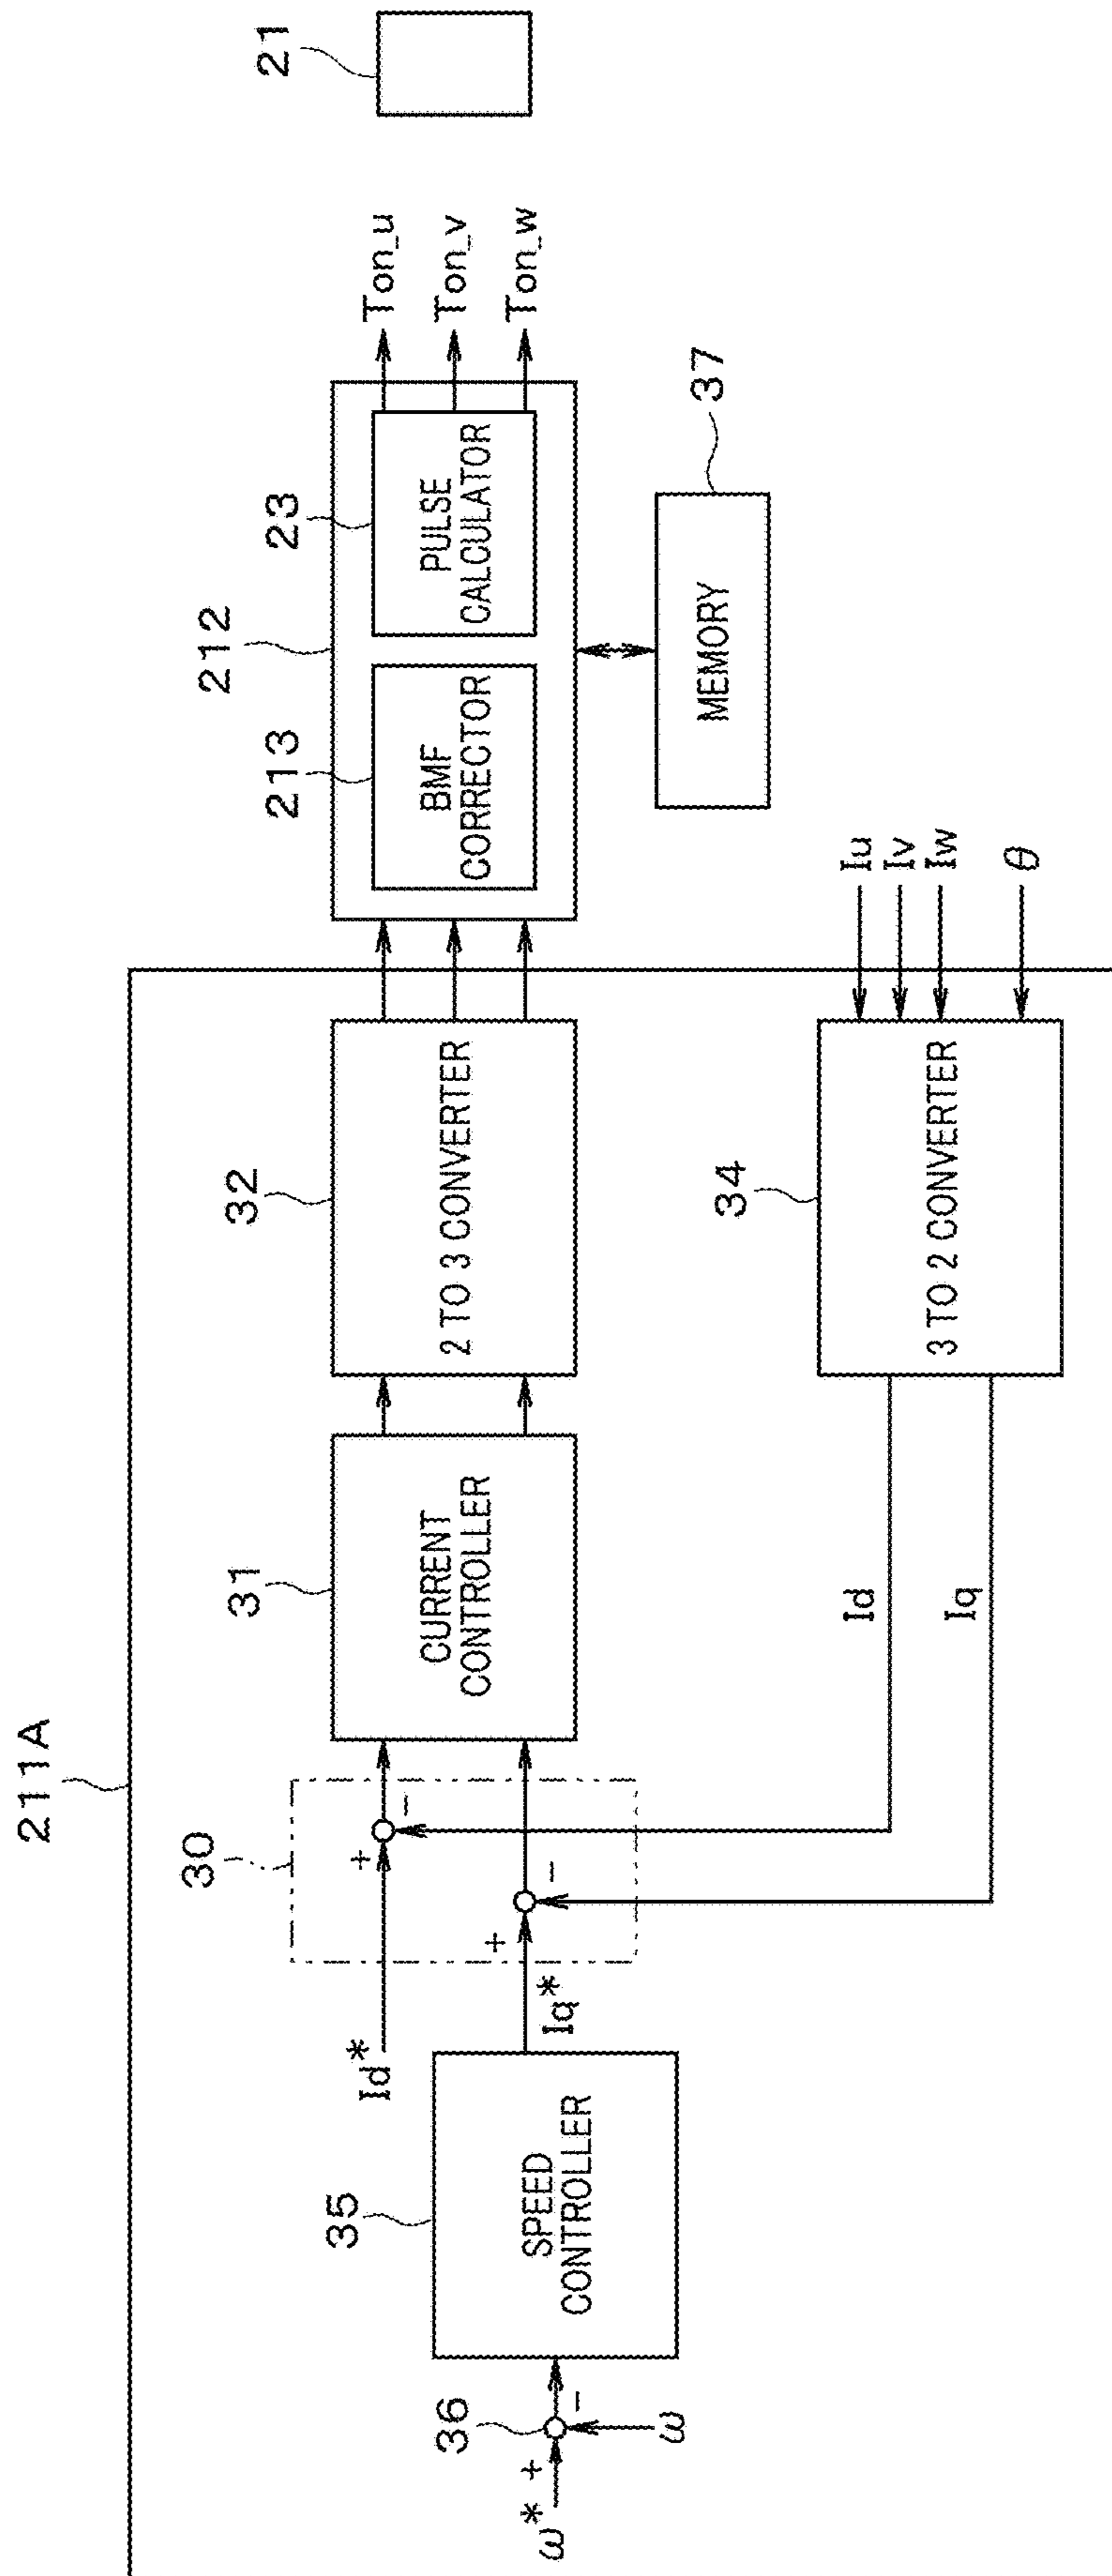 211A
30
31
32
213
212
23
21
Id*
+
−
CURRENT
CONTROLLER
2 TO 3 CONVERTER
BMF
CORRECTOR
PULSE
CALCULATOR
Ton_u
Ton_v
Ton_w
36
35
ω*
+
−
ω
SPEED
CONTROLLER
Iq*
+
−
MEMORY
37
Id
Iq
34
3 TO 2 CONVERTER
Iu
Iv
Iw
θ